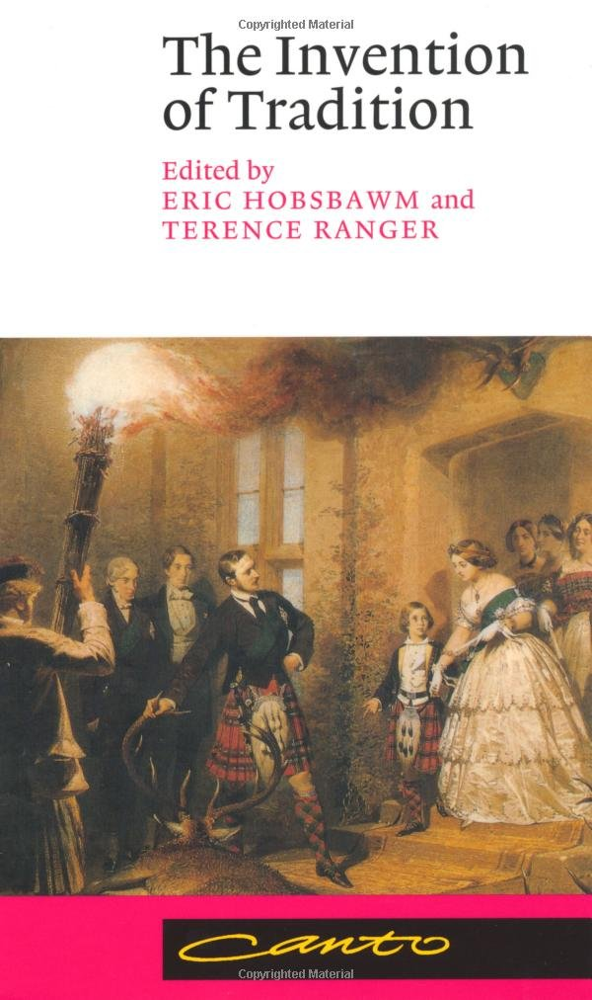 Copyrighted Material
The Invention
of Tradition
Edited by
ERIC HOBSBAWM and
TERENCE RANGER
Canto
Copyrighted Material